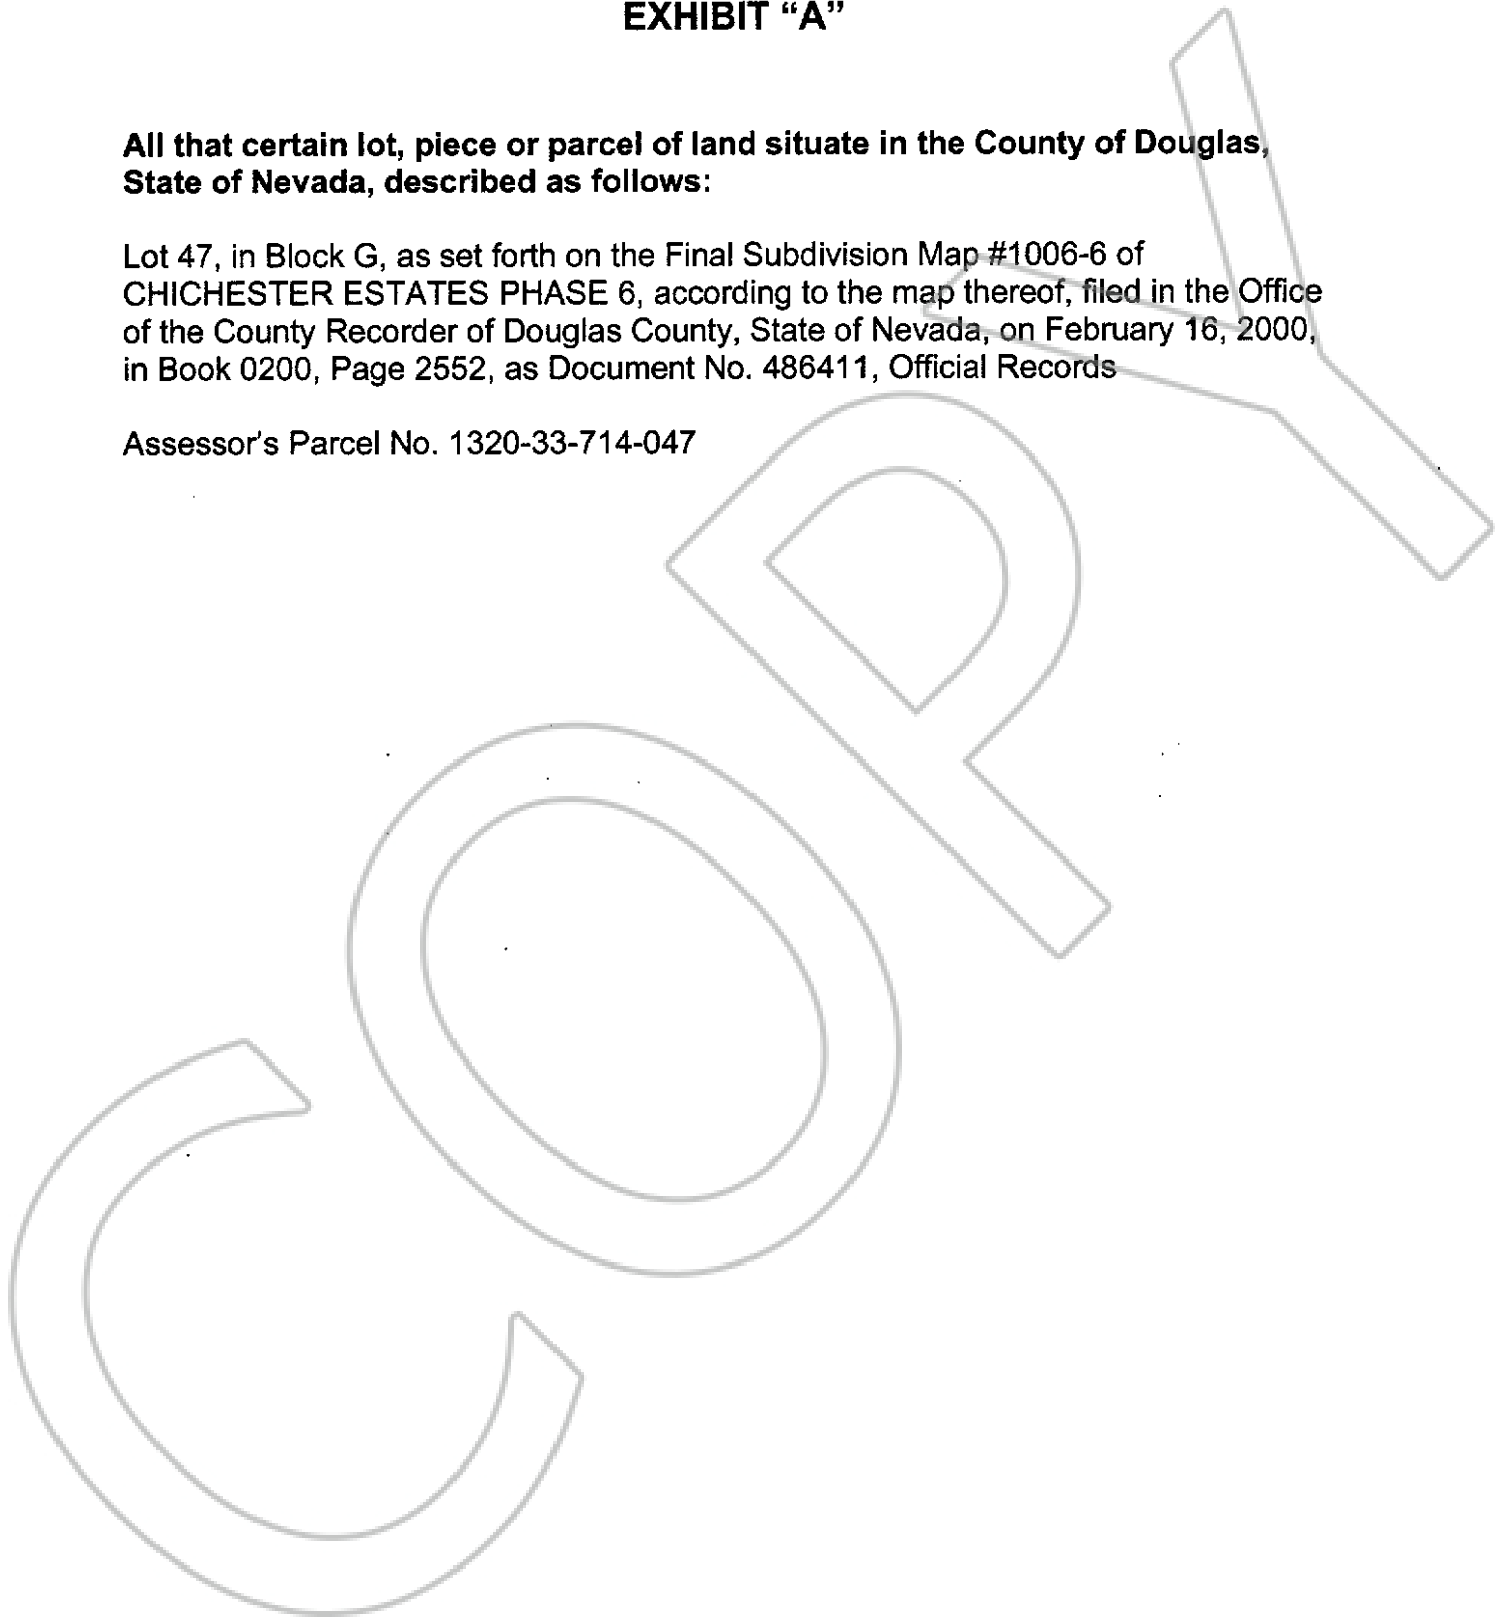 EXHIBIT “A”
All that certain lot, piece or parcel of land situate in the County of Douglas,
State of Nevada, described as follows:
Lot 47, in Block G, as set forth on the Final Subdivision Map #1006-6 of
CHICHESTER ESTATES PHASE 6, according to the map thereof, filed in the Office
of the County Recorder of Douglas County, State of Nevada, on February 16, 2000,
in Book 0200, Page 2552, as Document No. 486411, Official Records
Assessor's Parcel No. 1320-33-714-047
COPY